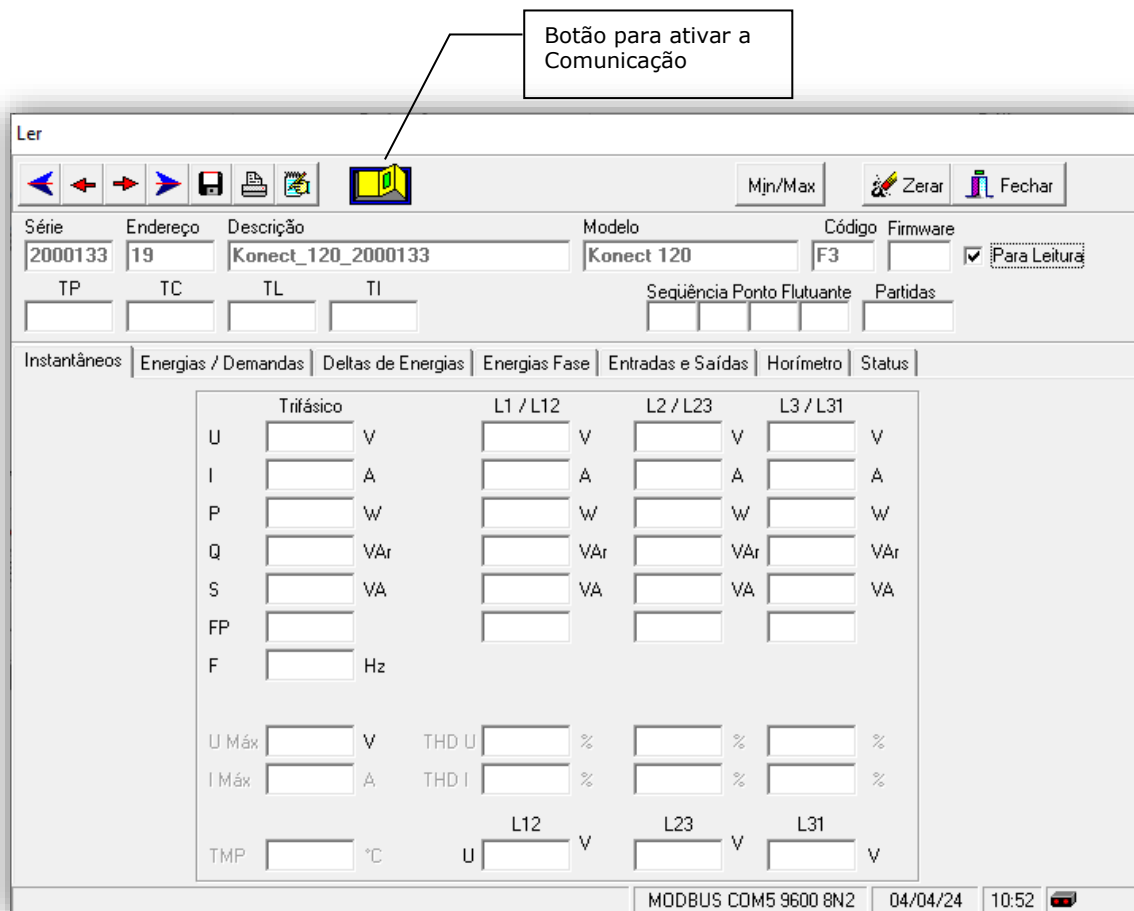 Botão para ativar a
Comunicação
Ler
Min/Max Zerar Fechar
Série Endereço Descrição Modelo Código Firmware
2000133 19 Konect_120_2000133 Konect 120 F3 Para Leitura
TP TC TL TI Seqüência Ponto Flutuante Partidas
Instantâneos Energias / Demandas Deltas de Energias Energias Fase Entradas e Saídas Horímetro Status
Trifásico L1 / L12 L2 / L23 L3 / L31
U V V V V
I A A A A
P W W W W
Q VAr VAr VAr VAr
S VA VA VA VA
FP
F Hz
U Máx V THD U % % %
I Máx A THD I % % %
L12 L23 L31
TMP °C U V V V
MODBUS COM5 9600 8N2 04/04/24 10:52